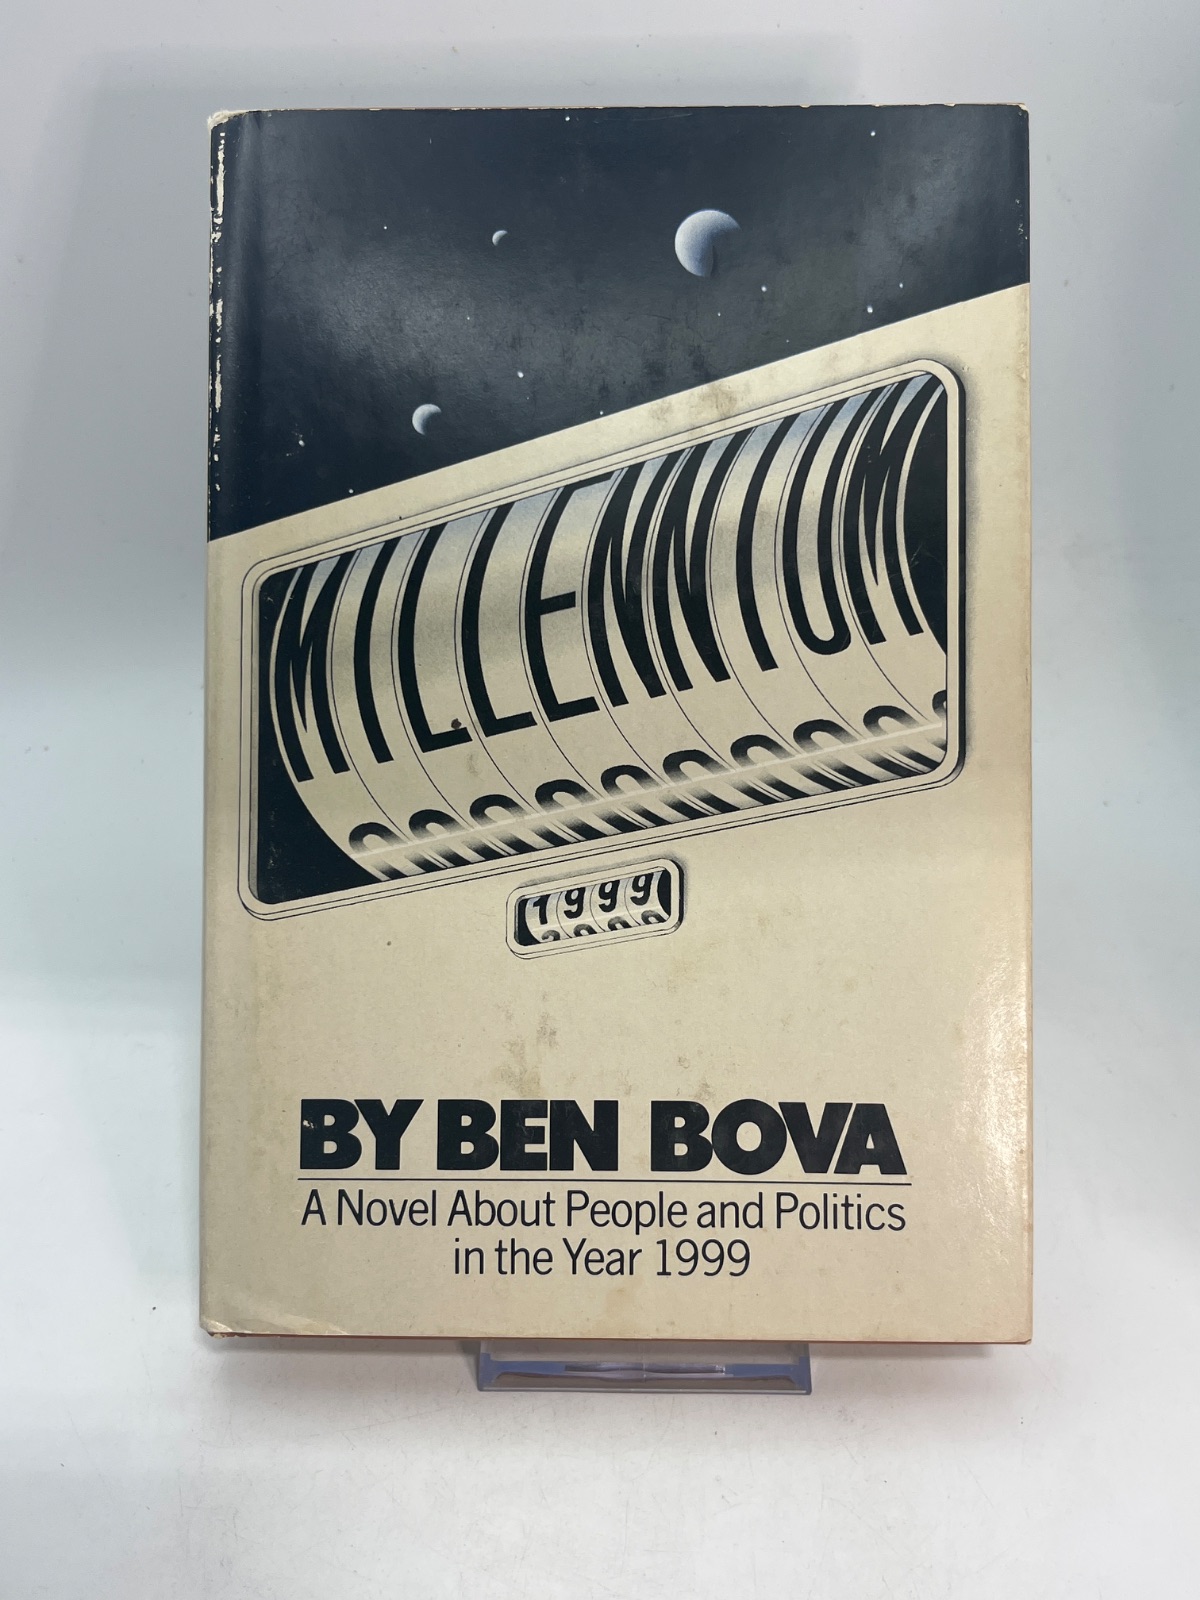 MILLENNIUM
1999
BY BEN BOVA
A Novel About People and Politics
in the Year 1999